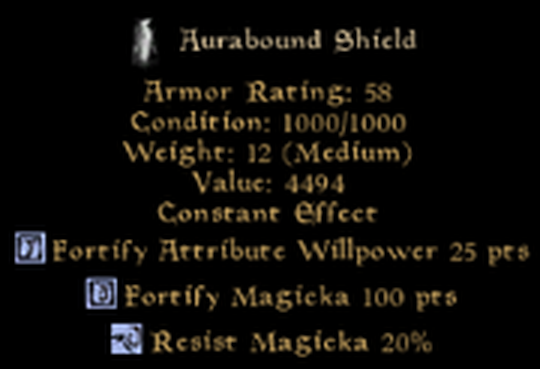 Aurabound Shield
Armor Rating: 58
Condition: 1000/1000
Weight: 12 (Medium)
Value: 4494
Constant Effect
Fortify Attribute Willpower 25 pts
Fortify Magicka 100 pts
Resist Magicka 20%